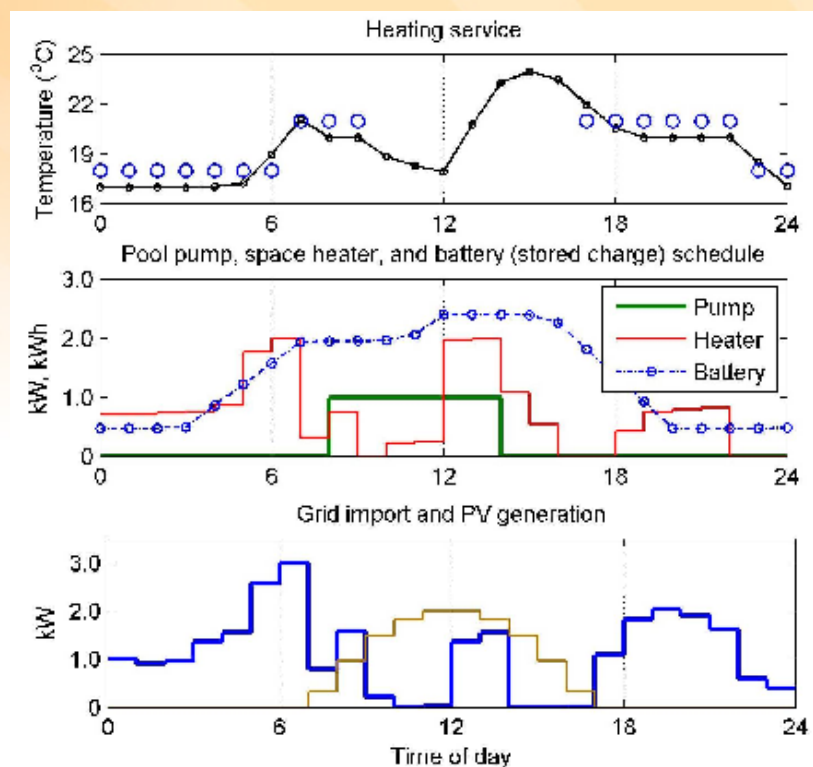 Heating service
Temperature (°C)
25
22
19
16
0 6 12 18 24
Pool pump, space heater, and battery (stored charge) schedule
kW, kWh
3.0
2.0
1.0
0
Pump
Heater
Battery
0 6 12 18 24
Grid import and PV generation
kW
3.0
2.0
1.0
0
0 6 12 18 24
Time of day